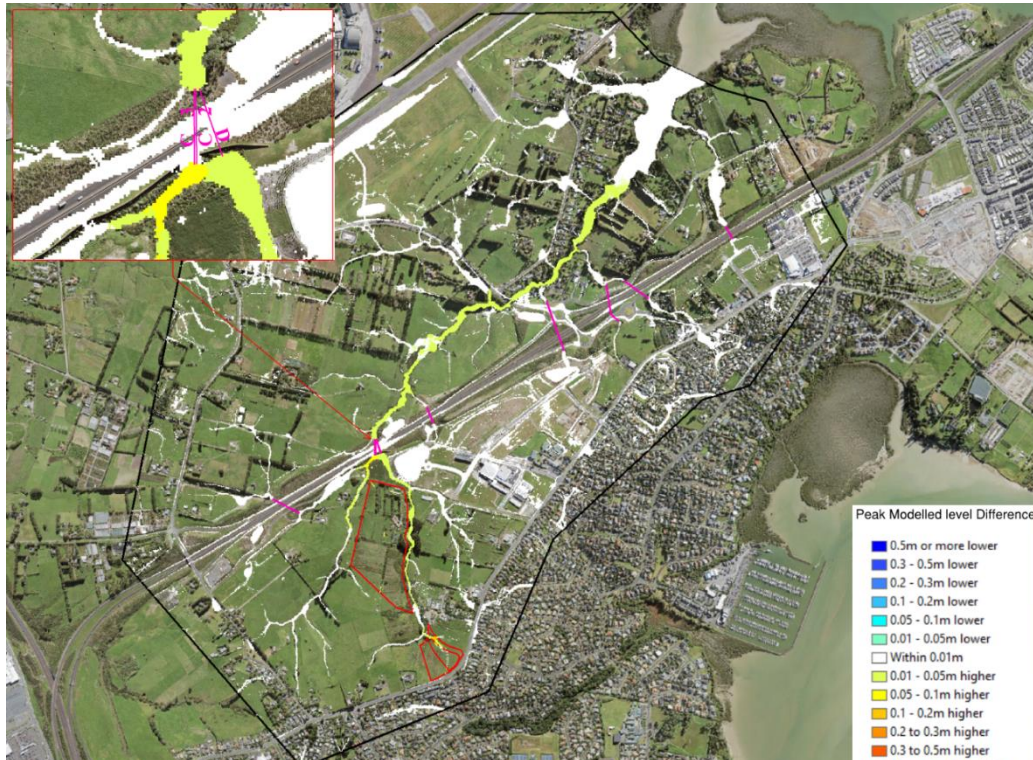 Peak Modelled level Difference
0.5m or more lower
0.3 - 0.5m lower
0.2 - 0.3m lower
0.1 - 0.2m lower
0.05 - 0.1m lower
0.01 - 0.05m lower
Within 0.01m
0.01 - 0.05m higher
0.05 - 0.1m higher
0.1 - 0.2m higher
0.2 to 0.3m higher
0.3 to 0.5m higher